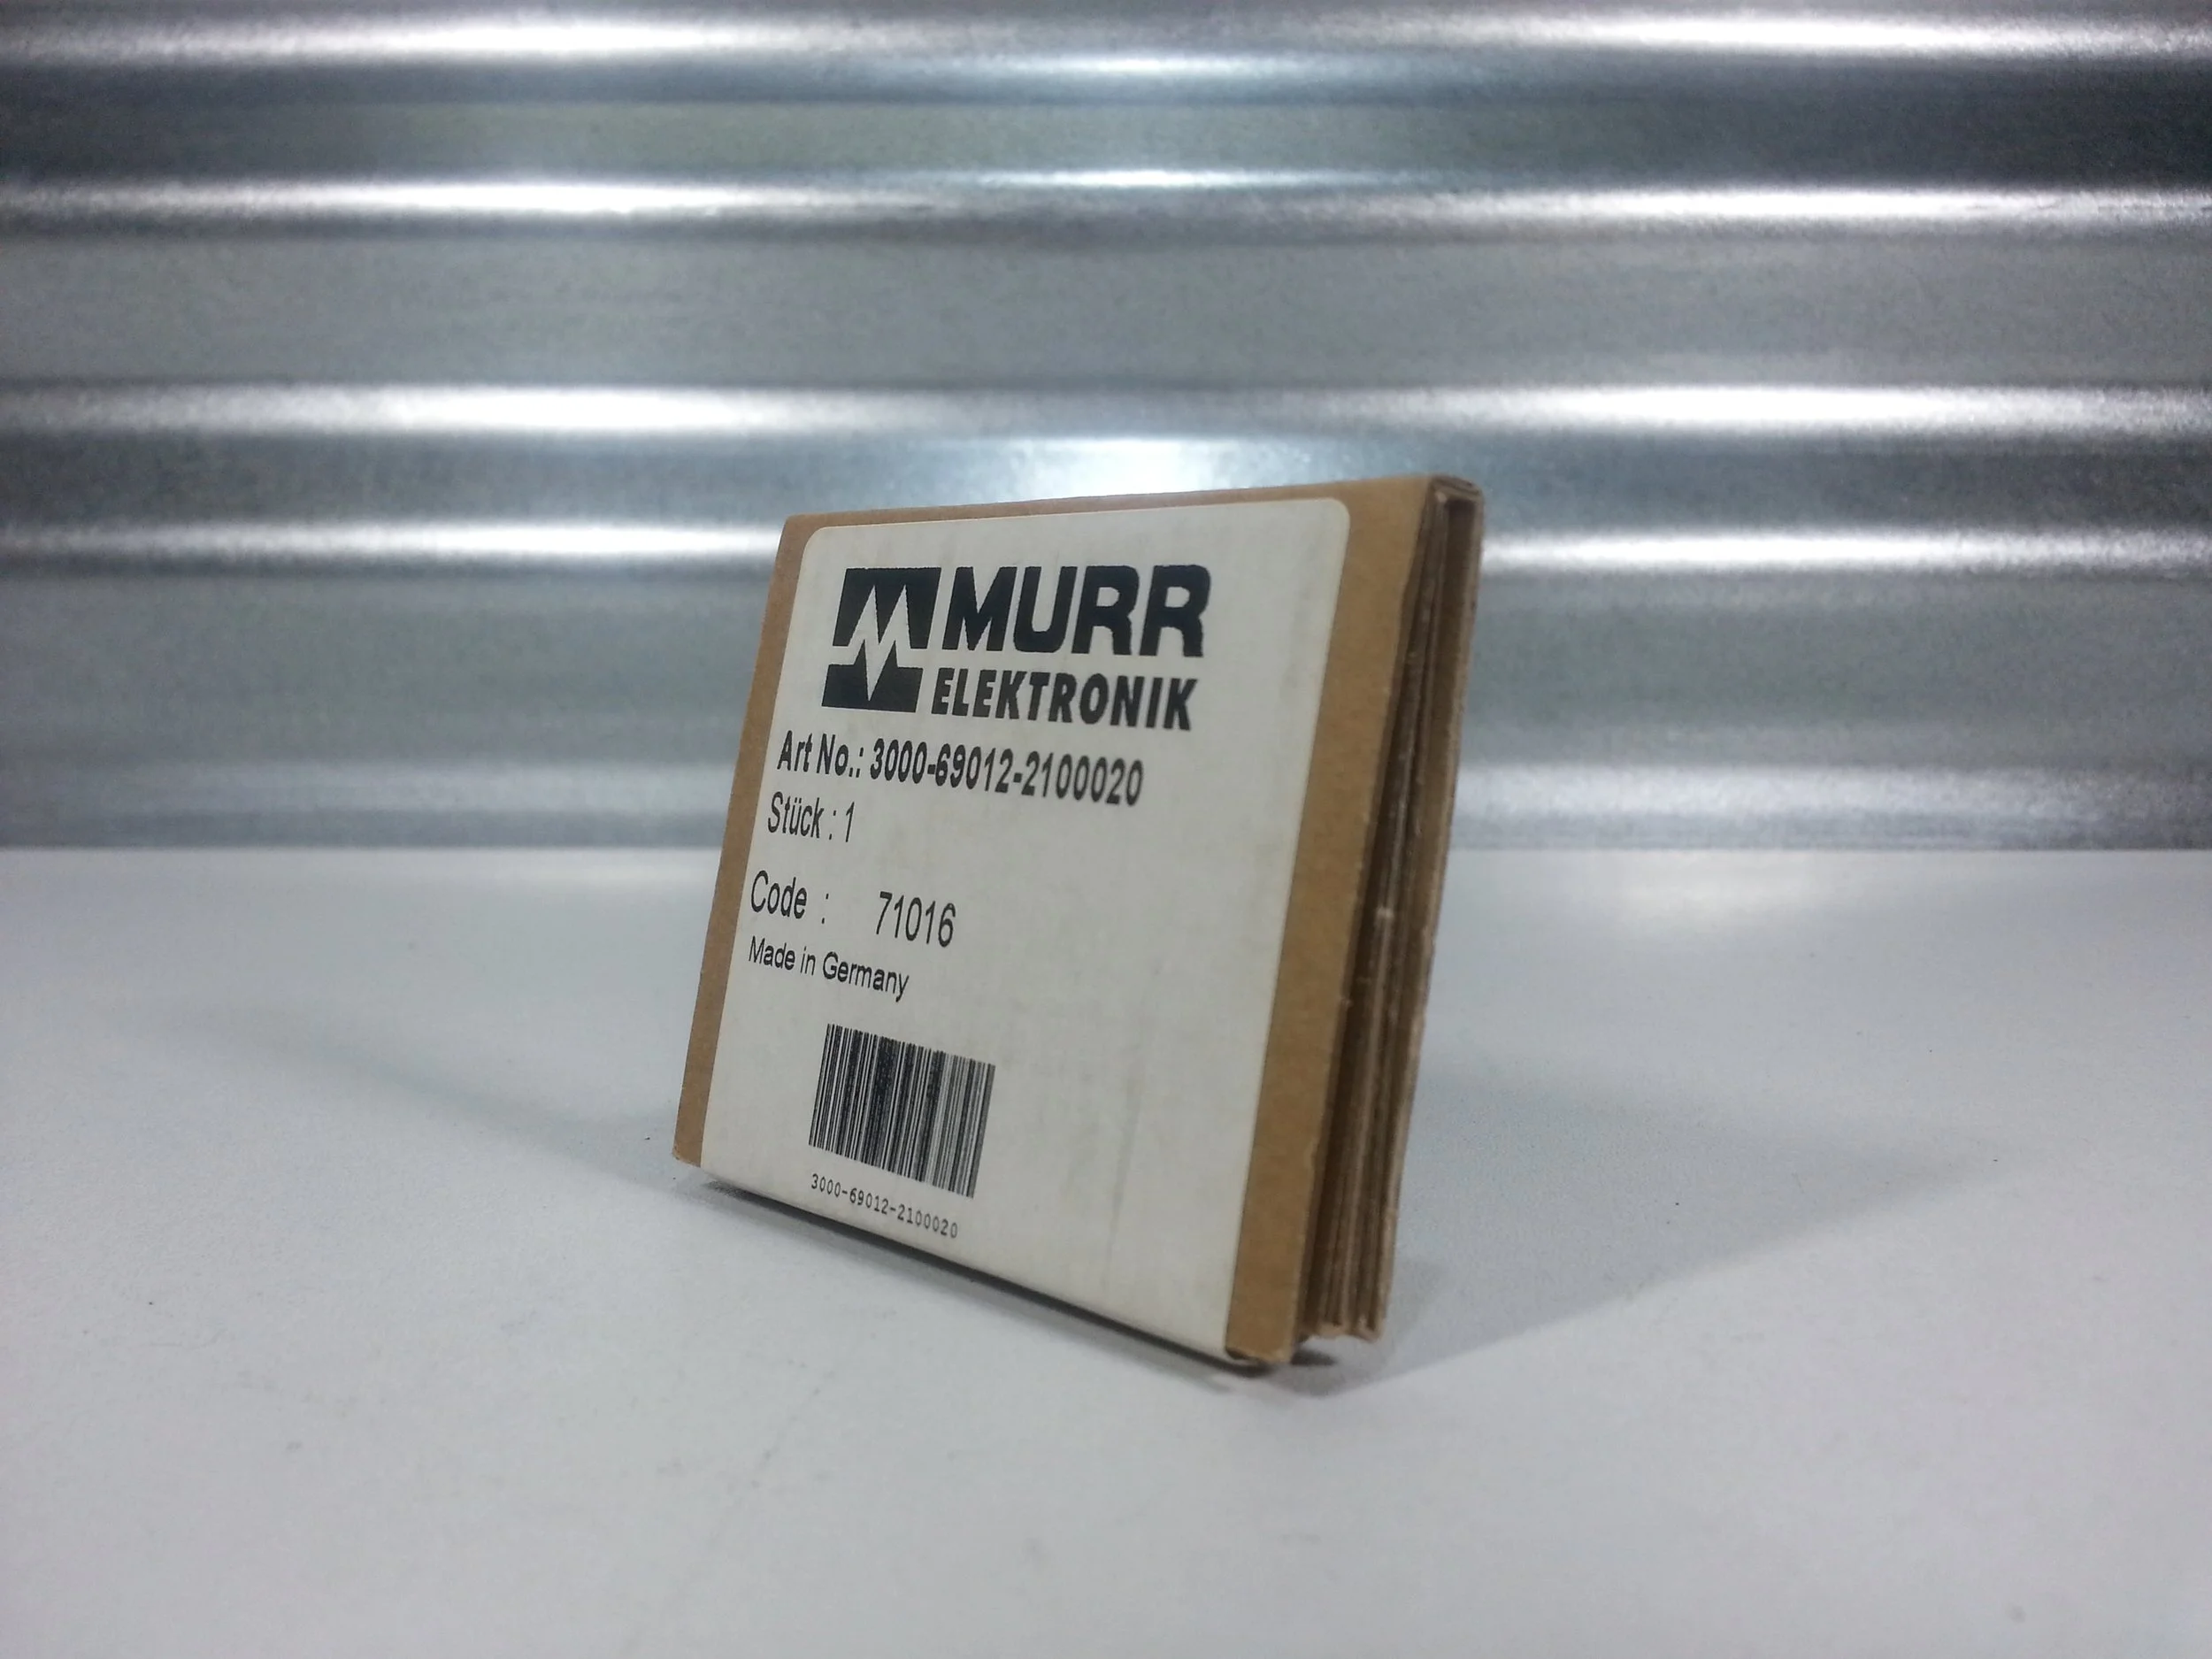 MURR
ELEKTRONIK
Art No.: 3000-69012-2100020
Stück : 1
Code : 71016
Made in Germany
3000-69012-2100020